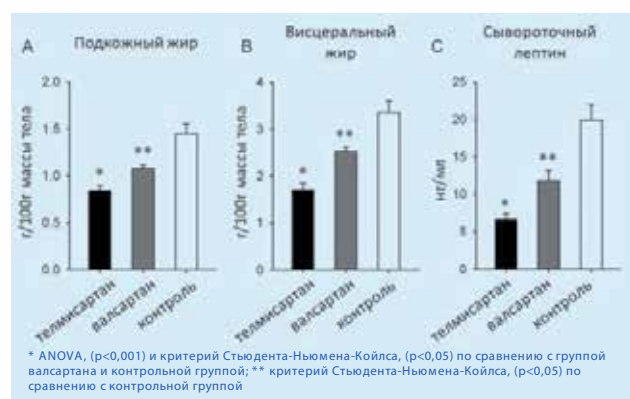 A
Подкожный жир
2.0
1.5
1.0
0.5
0.0
г/100г массы тела
*
**
телмисартан
валсартан
контроль
B
Висцеральный
жир
4
3
2
1
0
г/100г массы тела
*
**
телмисартан
валсартан
контроль
C
Сывороточный
лептин
25
20
15
10
5
0
нг/мл
*
**
телмисартан
валсартан
контроль
* ANOVA, (p<0,001) и критерий Стьюдента-Ньюмена-Койлса, (p<0,05) по сравнению с группой
валсартана и контрольной группой; ** критерий Стьюдента-Ньюмена-Койлса, (p<0,05) по
сравнению с контрольной группой